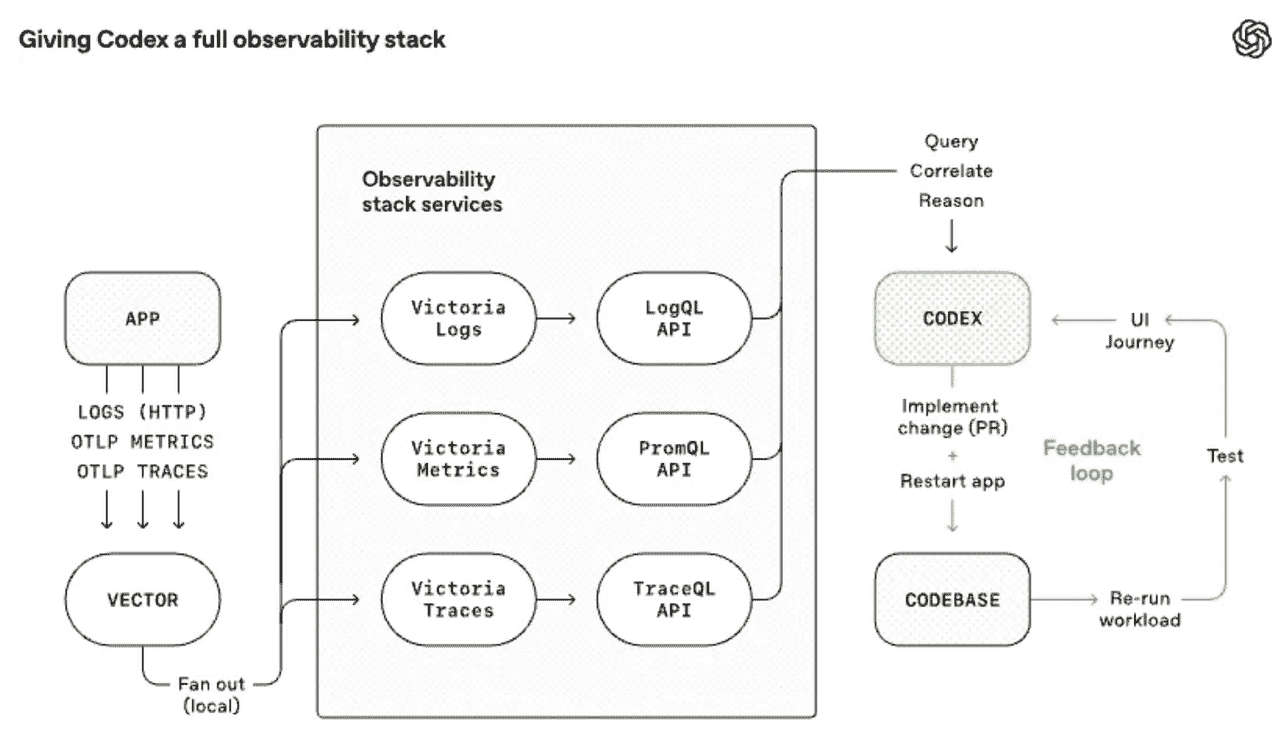 Giving Codex a full observability stack
Observability
stack services
APP
LOGS (HTTP)
OTLP METRICS
OTLP TRACES
VECTOR
Fan out
(local)
Victoria
Logs
LogQL
API
Victoria
Metrics
PromQL
API
Victoria
Traces
TraceQL
API
Query
Correlate
Reason
CODEX
Implement
change (PR)
+
Restart app
CODEBASE
Feedback
loop
UI
Journey
Test
Re-run
workload